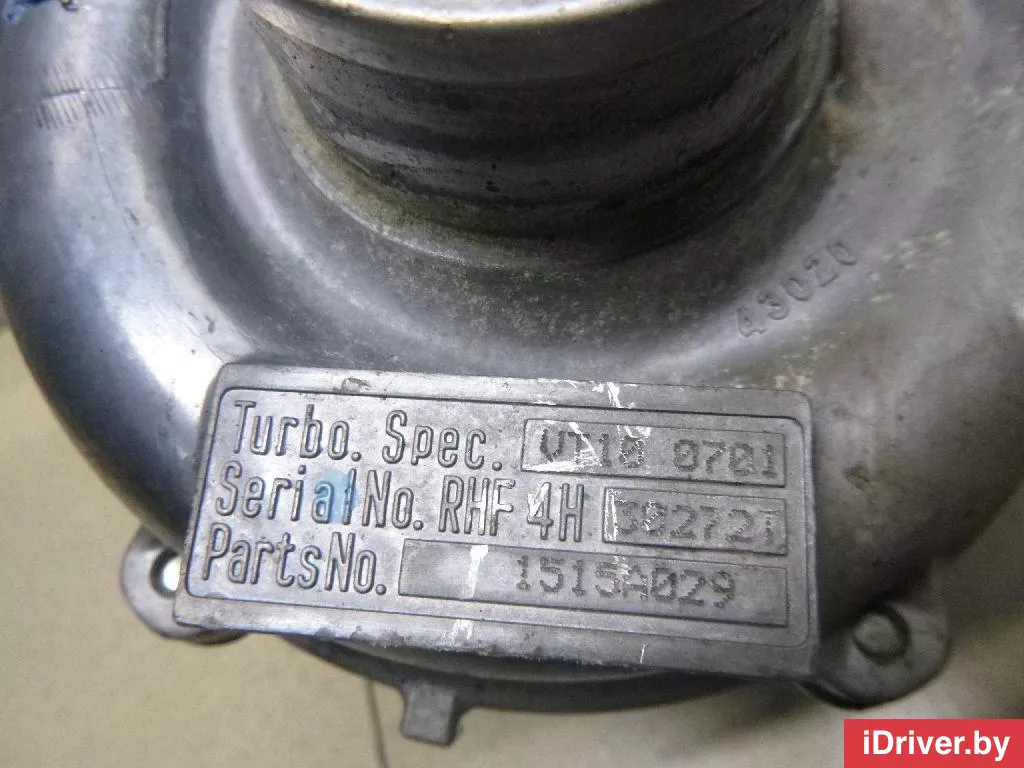 43020
Turbo. Spec. VT10 0701
Serial No. RHF 4H
Parts No. 1515A029
iDriver.by